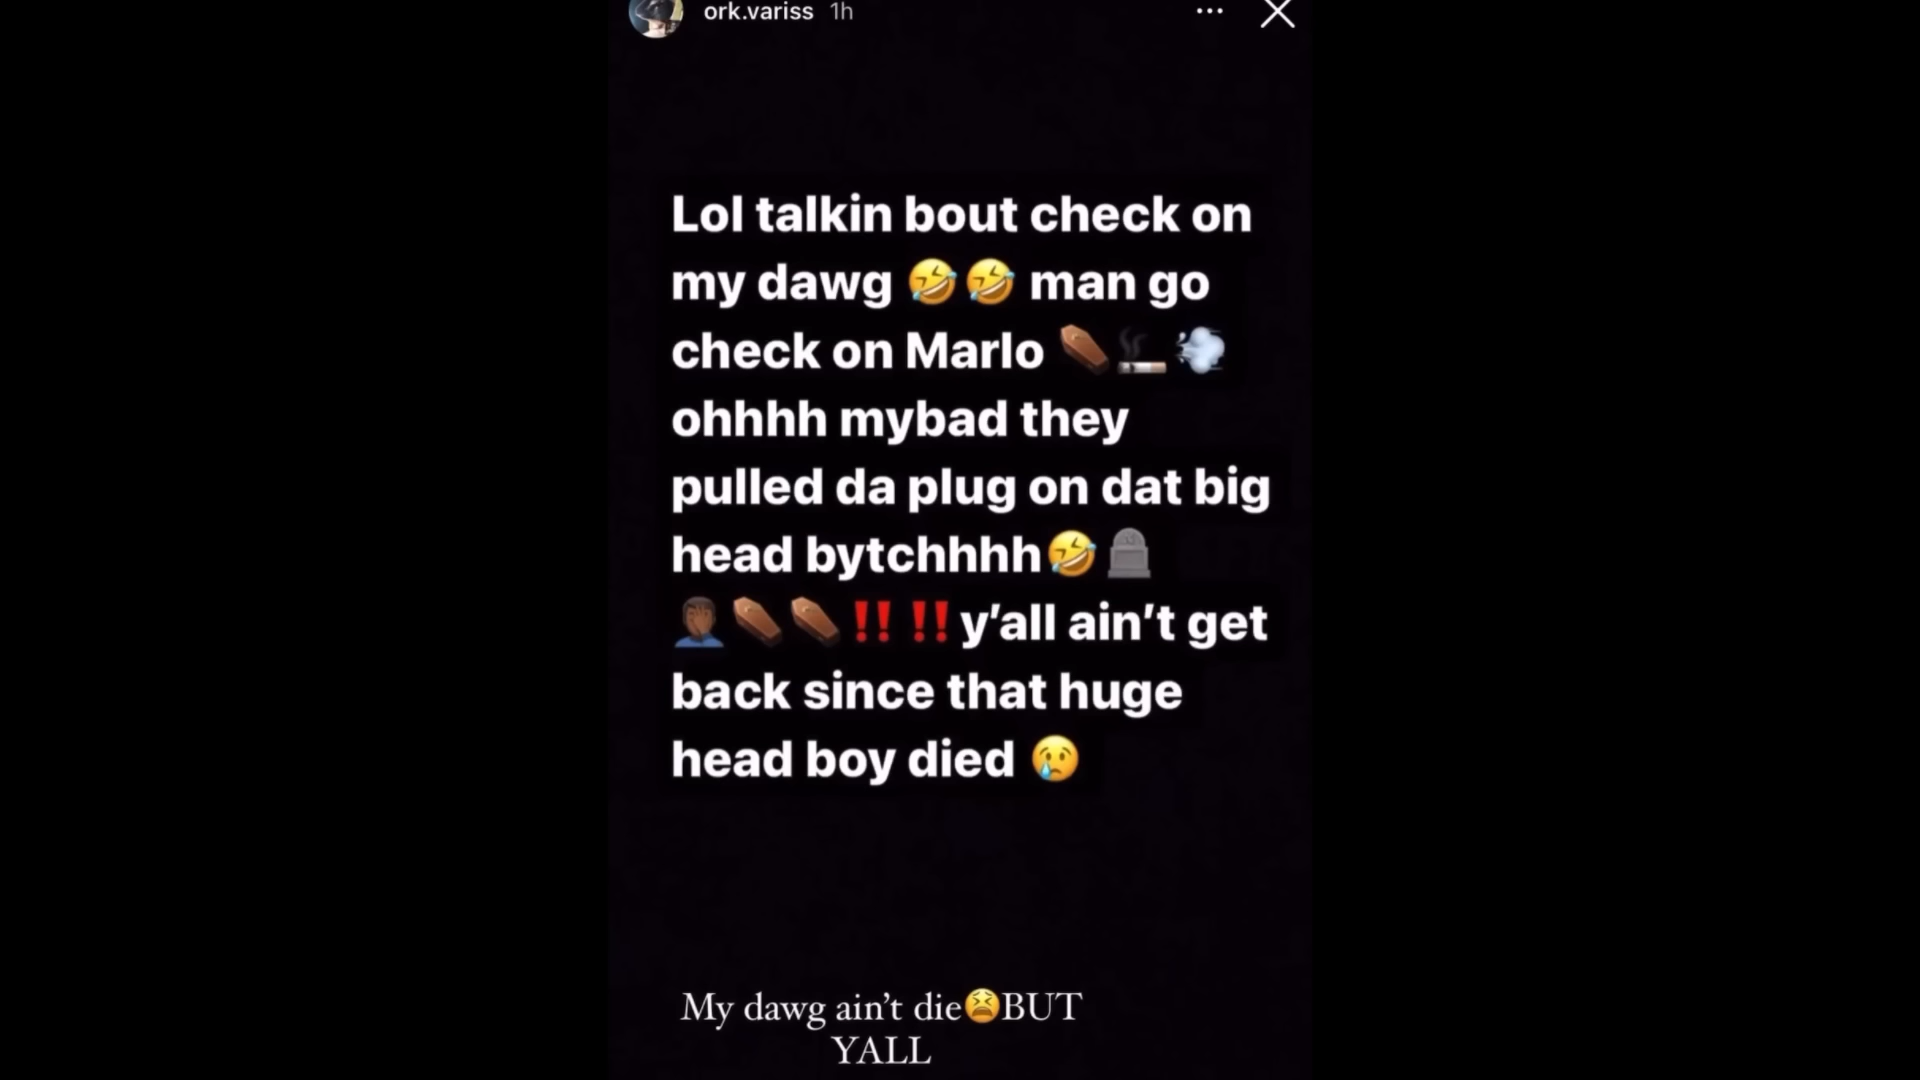 ork.variss 1h
Lol talkin bout check on
my dawg 🤣🤣 man go
check on Marlo ⚰️🚬💨
ohhhh mybad they
pulled da plug on dat big
head bytchhhh🤣🪦
🤦🏾‍♂️⚰️⚰️‼️‼️y’all ain’t get
back since that huge
head boy died 😢
My dawg ain’t die😫BUT
YALL